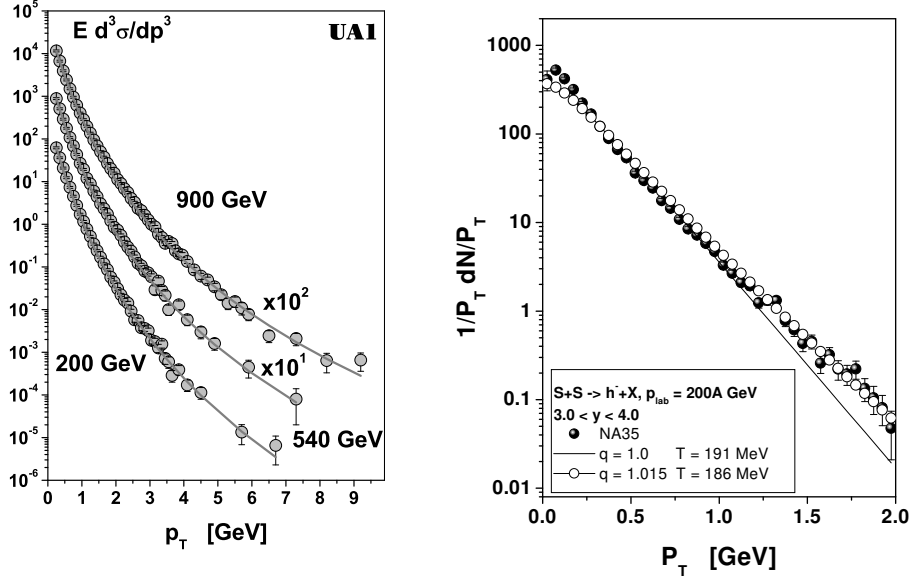 E d³σ/dp³
UA1
10⁵
10⁴
10³
10²
10¹
10⁰
10⁻¹
10⁻²
10⁻³
10⁻⁴
10⁻⁵
10⁻⁶
900 GeV
x10²
200 GeV
x10¹
540 GeV
0 1 2 3 4 5 6 7 8 9
p_T [GeV]
1/P_T dN/P_T
1000
100
10
1
0.1
0.01
S+S -> h⁻+X, p_lab = 200A GeV
3.0 < y < 4.0
NA35
q = 1.0 T = 191 MeV
q = 1.015 T = 186 MeV
0.0 0.5 1.0 1.5 2.0
P_T [GeV]